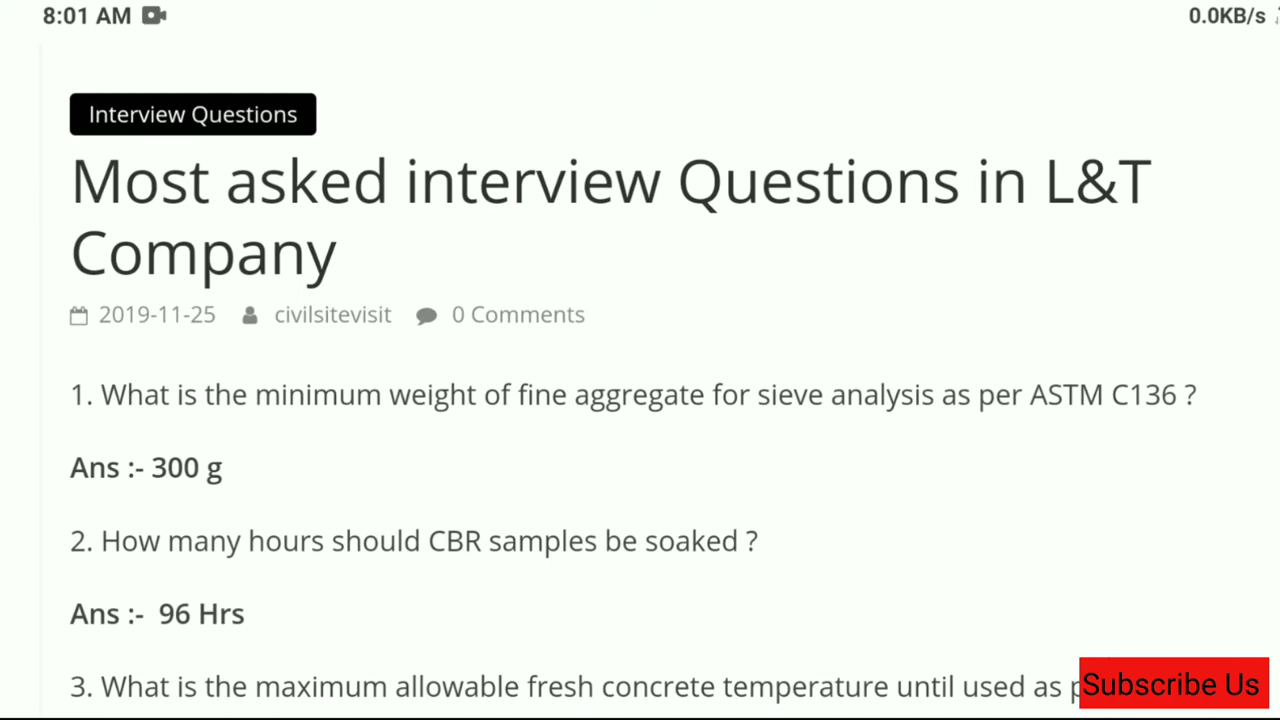 8:01 AM 0.0KB/s
Interview Questions
Most asked interview Questions in L&T
Company
2019-11-25 civilsitevisit 0 Comments
1. What is the minimum weight of fine aggregate for sieve analysis as per ASTM C136 ?
Ans :- 300 g
2. How many hours should CBR samples be soaked ?
Ans :- 96 Hrs
3. What is the maximum allowable fresh concrete temperature until used as
Subscribe Us